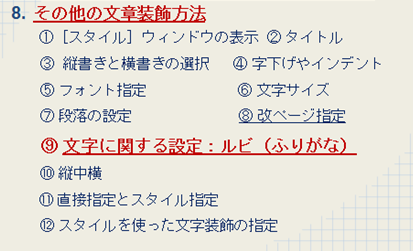 8. その他の文章装飾方法
① [スタイル] ウィンドウの表示 ② タイトル
③ 縦書きと横書きの選択 ④ 字下げやインデント
⑤ フォント指定 ⑥ 文字サイズ
⑦ 段落の設定 ⑧ 改ページ指定
⑨ 文字に関する設定：ルビ（ふりがな）
⑩ 縦中横
⑪ 直接指定とスタイル指定
⑫ スタイルを使った文字装飾の指定